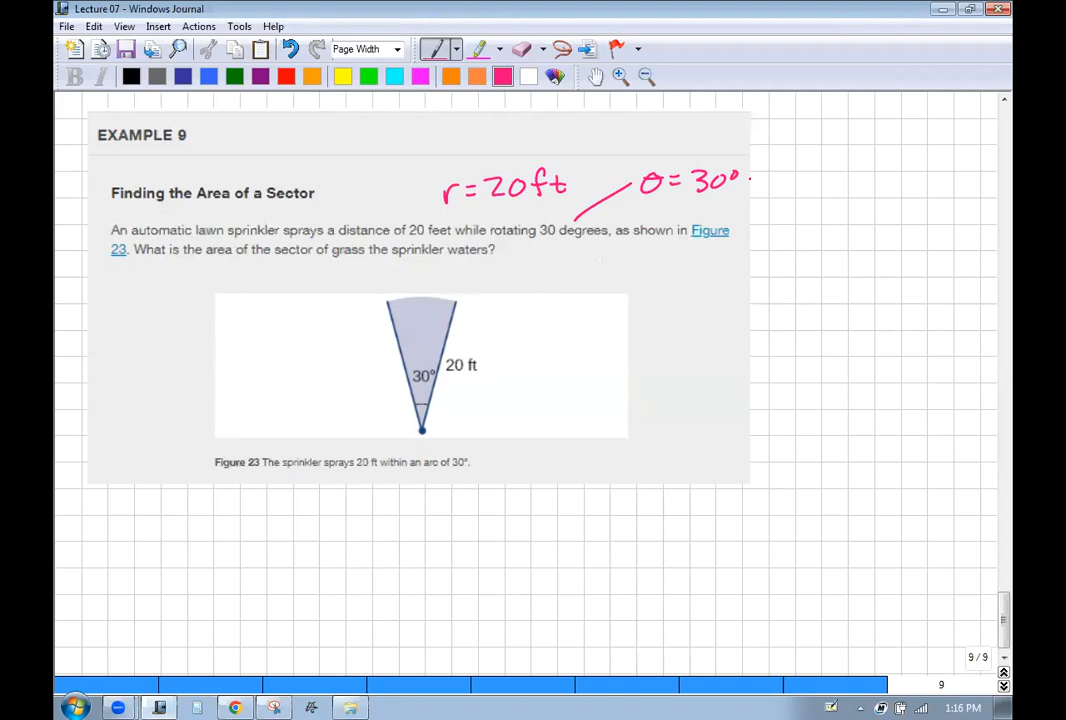 Lecture 07 - Windows Journal
File Edit View Insert Actions Tools Help
Page Width
B I
EXAMPLE 9
r = 20ft θ = 30° ·
Finding the Area of a Sector
An automatic lawn sprinkler sprays a distance of 20 feet while rotating 30 degrees, as shown in Figure
23. What is the area of the sector of grass the sprinkler waters?
20 ft
30°
Figure 23 The sprinkler sprays 20 ft within an arc of 30°.
9 / 9
9
1:16 PM